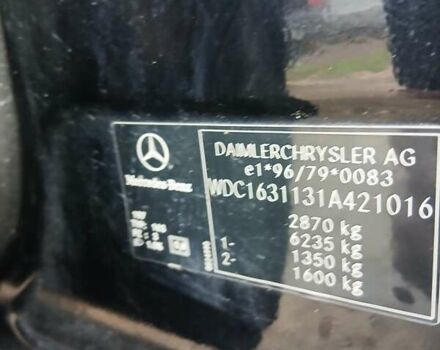 Mercedes-Benz
DAIMLERCHRYSLER AG
e1*96/79*0083
WDC1631131A421016
2870 kg
1- 6235 kg
2- 1350 kg
1600 kg